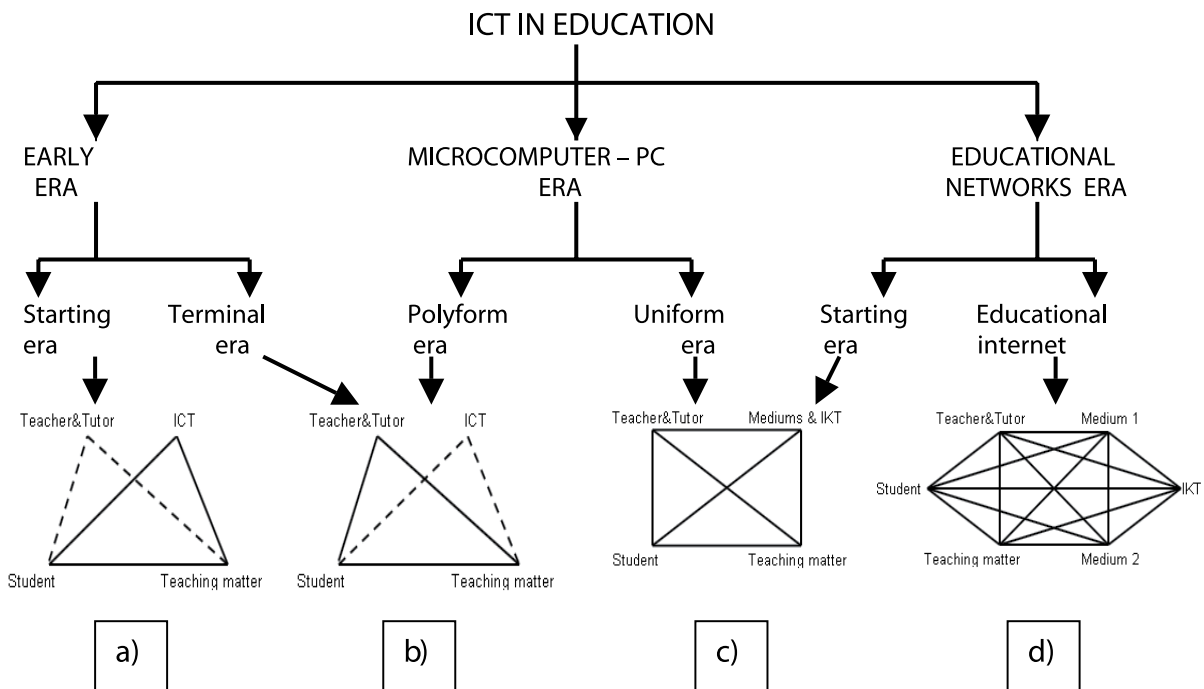 ICT IN EDUCATION
EARLY
ERA
MICROCOMPUTER – PC
ERA
EDUCATIONAL
NETWORKS ERA
Starting
era
Terminal
era
Polyform
era
Uniform
era
Starting
era
Educational
internet
Teacher&Tutor
ICT
Student
Teaching matter
a)
Teacher&Tutor
ICT
Student
Teaching matter
b)
Teacher&Tutor
Mediums & IKT
Student
Teaching matter
c)
Teacher&Tutor
Medium 1
Student
IKT
Teaching matter
Medium 2
d)